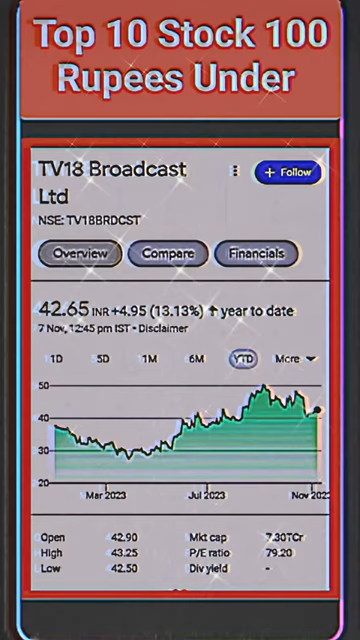 Top 10 Stock 100
Rupees Under
TV18 Broadcast
Ltd
+ Follow
NSE: TV18BRDCST
Overview Compare Financials
42.65 INR +4.95 (13.13%) ↑ year to date
7 Nov, 12:45 pm IST • Disclaimer
1D 5D 1M 6M YTD More
50
40
30
20
Mar 2023 Jul 2023 Nov 2023
Open 42.90 Mkt cap 7.30TCr
High 43.25 P/E ratio 79.20
Low 42.50 Div yield -